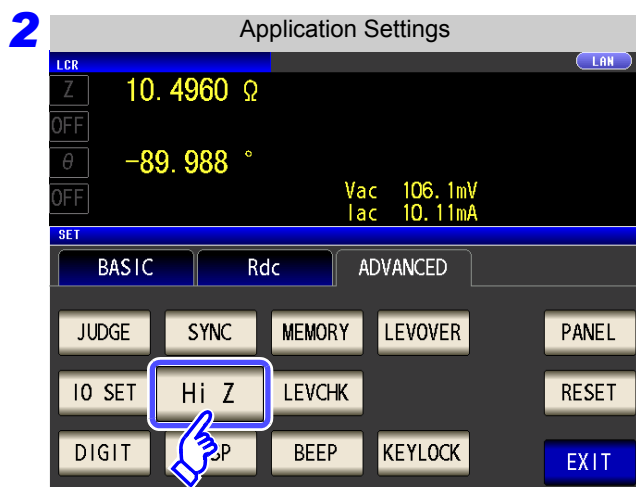 2
Application Settings
LCR
LAN
Z 10.4960 Ω
OFF
θ -89.988 °
OFF
Vac 106.1mV
Iac 10.11mA
SET
BASIC Rdc ADVANCED
JUDGE SYNC MEMORY LEVOVER PANEL
IO SET Hi Z LEVCHK RESET
DIGIT BEEP KEYLOCK EXIT